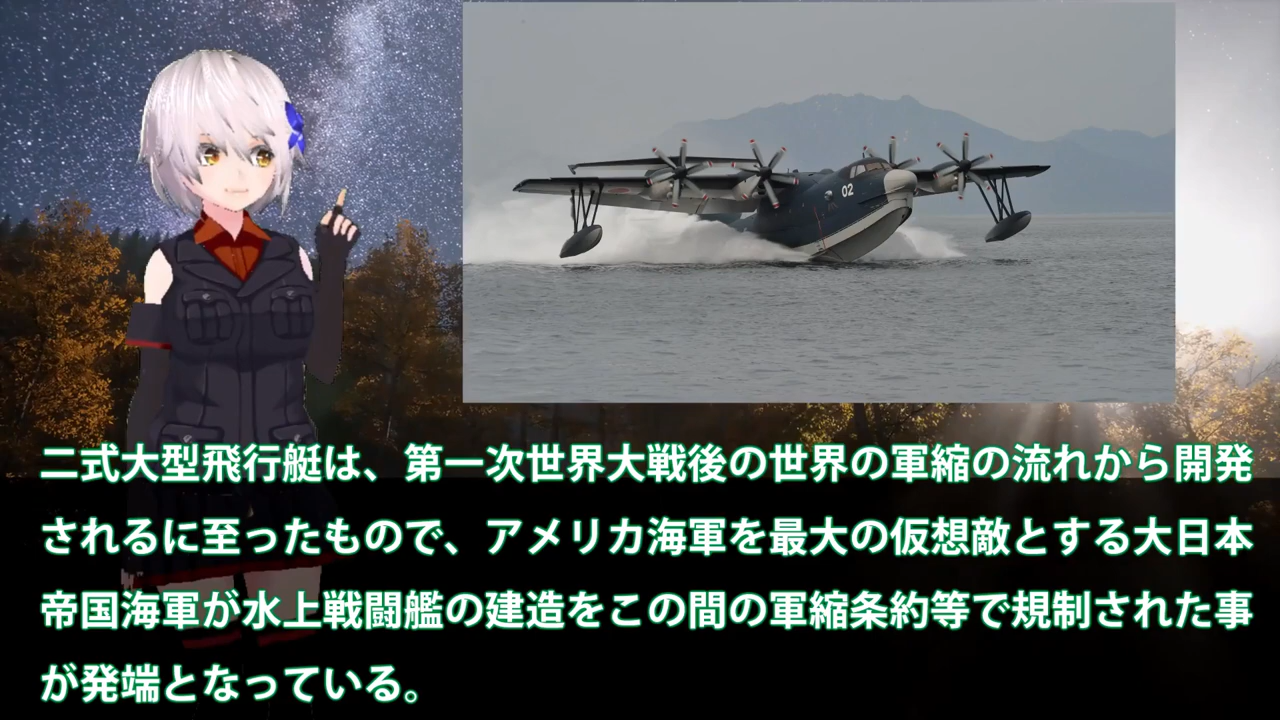 02
二式大型飛行艇は、第一次世界大戦後の世界の軍縮の流れから開発
されるに至ったもので、アメリカ海軍を最大の仮想敵とする大日本
帝国海軍が水上戦闘艦の建造をこの間の軍縮条約等で規制された事
が発端となっている。